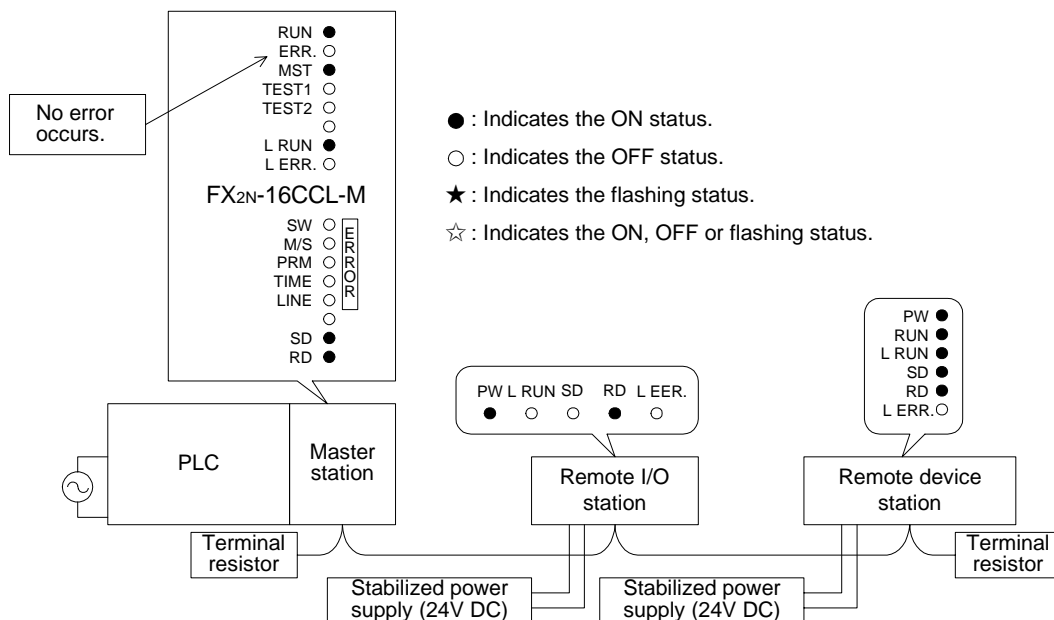 RUN
ERR.
MST
TEST1
TEST2
L RUN
L ERR.
FX2N-16CCL-M
SW
M/S
PRM
TIME
LINE
ERROR
SD
RD
No error
occurs.
● : Indicates the ON status.
○ : Indicates the OFF status.
★ : Indicates the flashing status.
☆ : Indicates the ON, OFF or flashing status.
PW L RUN SD RD L EER.
PW
RUN
L RUN
SD
RD
L ERR.
PLC
Master
station
Remote I/O
station
Remote device
station
Terminal
resistor
Terminal
resistor
Stabilized power
supply (24V DC)
Stabilized power
supply (24V DC)